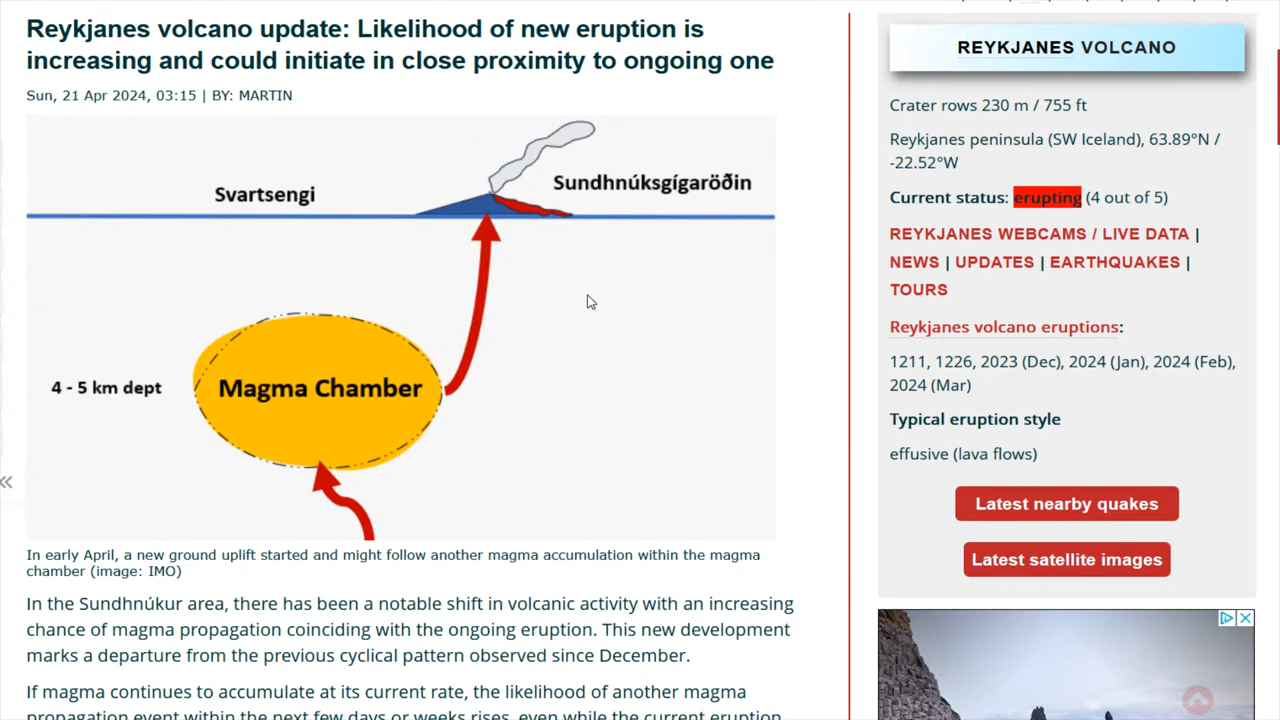 Reykjanes volcano update: Likelihood of new eruption is
increasing and could initiate in close proximity to ongoing one
Sun, 21 Apr 2024, 03:15 | BY: MARTIN
Svartsengi
Sundhnúksgígaröðin
4 - 5 km dept
Magma Chamber
In early April, a new ground uplift started and might follow another magma accumulation within the magma
chamber (image: IMO)
In the Sundhnúkur area, there has been a notable shift in volcanic activity with an increasing
chance of magma propagation coinciding with the ongoing eruption. This new development
marks a departure from the previous cyclical pattern observed since December.
If magma continues to accumulate at its current rate, the likelihood of another magma
propagation event within the next few days or weeks rises, even while the current eruption
REYKJANES VOLCANO
Crater rows 230 m / 755 ft
Reykjanes peninsula (SW Iceland), 63.89°N /
-22.52°W
Current status: erupting (4 out of 5)
REYKJANES WEBCAMS / LIVE DATA |
NEWS | UPDATES | EARTHQUAKES |
TOURS
Reykjanes volcano eruptions:
1211, 1226, 2023 (Dec), 2024 (Jan), 2024 (Feb),
2024 (Mar)
Typical eruption style
effusive (lava flows)
Latest nearby quakes
Latest satellite images